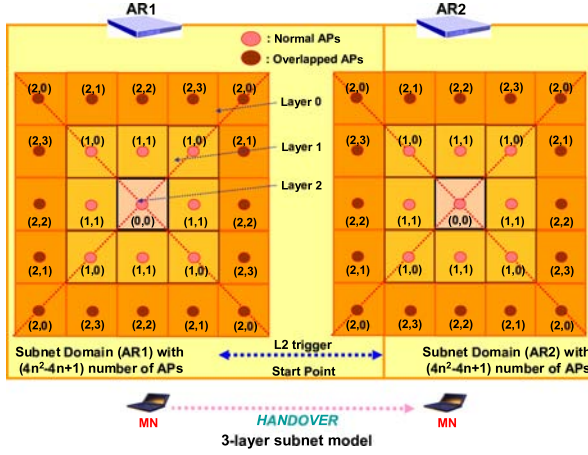 AR1
AR2
: Normal APs
: Overlapped APs
(2,0) (2,1) (2,2) (2,3) (2,0)
(2,0) (2,1) (2,2) (2,3) (2,0)
Layer 0
(2,3) (1,0) (1,1) (1,0) (2,1)
(2,3) (1,0) (1,1) (1,0) (2,1)
Layer 1
Layer 2
(2,2) (1,1) (0,0) (1,1) (2,2)
(2,2) (1,1) (0,0) (1,1) (2,2)
(2,1) (1,0) (1,1) (1,0) (2,3)
(2,1) (1,0) (1,1) (1,0) (2,3)
(2,0) (2,3) (2,2) (2,1) (2,0)
(2,0) (2,3) (2,2) (2,1) (2,0)
Subnet Domain (AR1) with
(4n²-4n+1) number of APs
L2 trigger
Start Point
Subnet Domain (AR2) with
(4n²-4n+1) number of APs
MN
HANDOVER
MN
3-layer subnet model